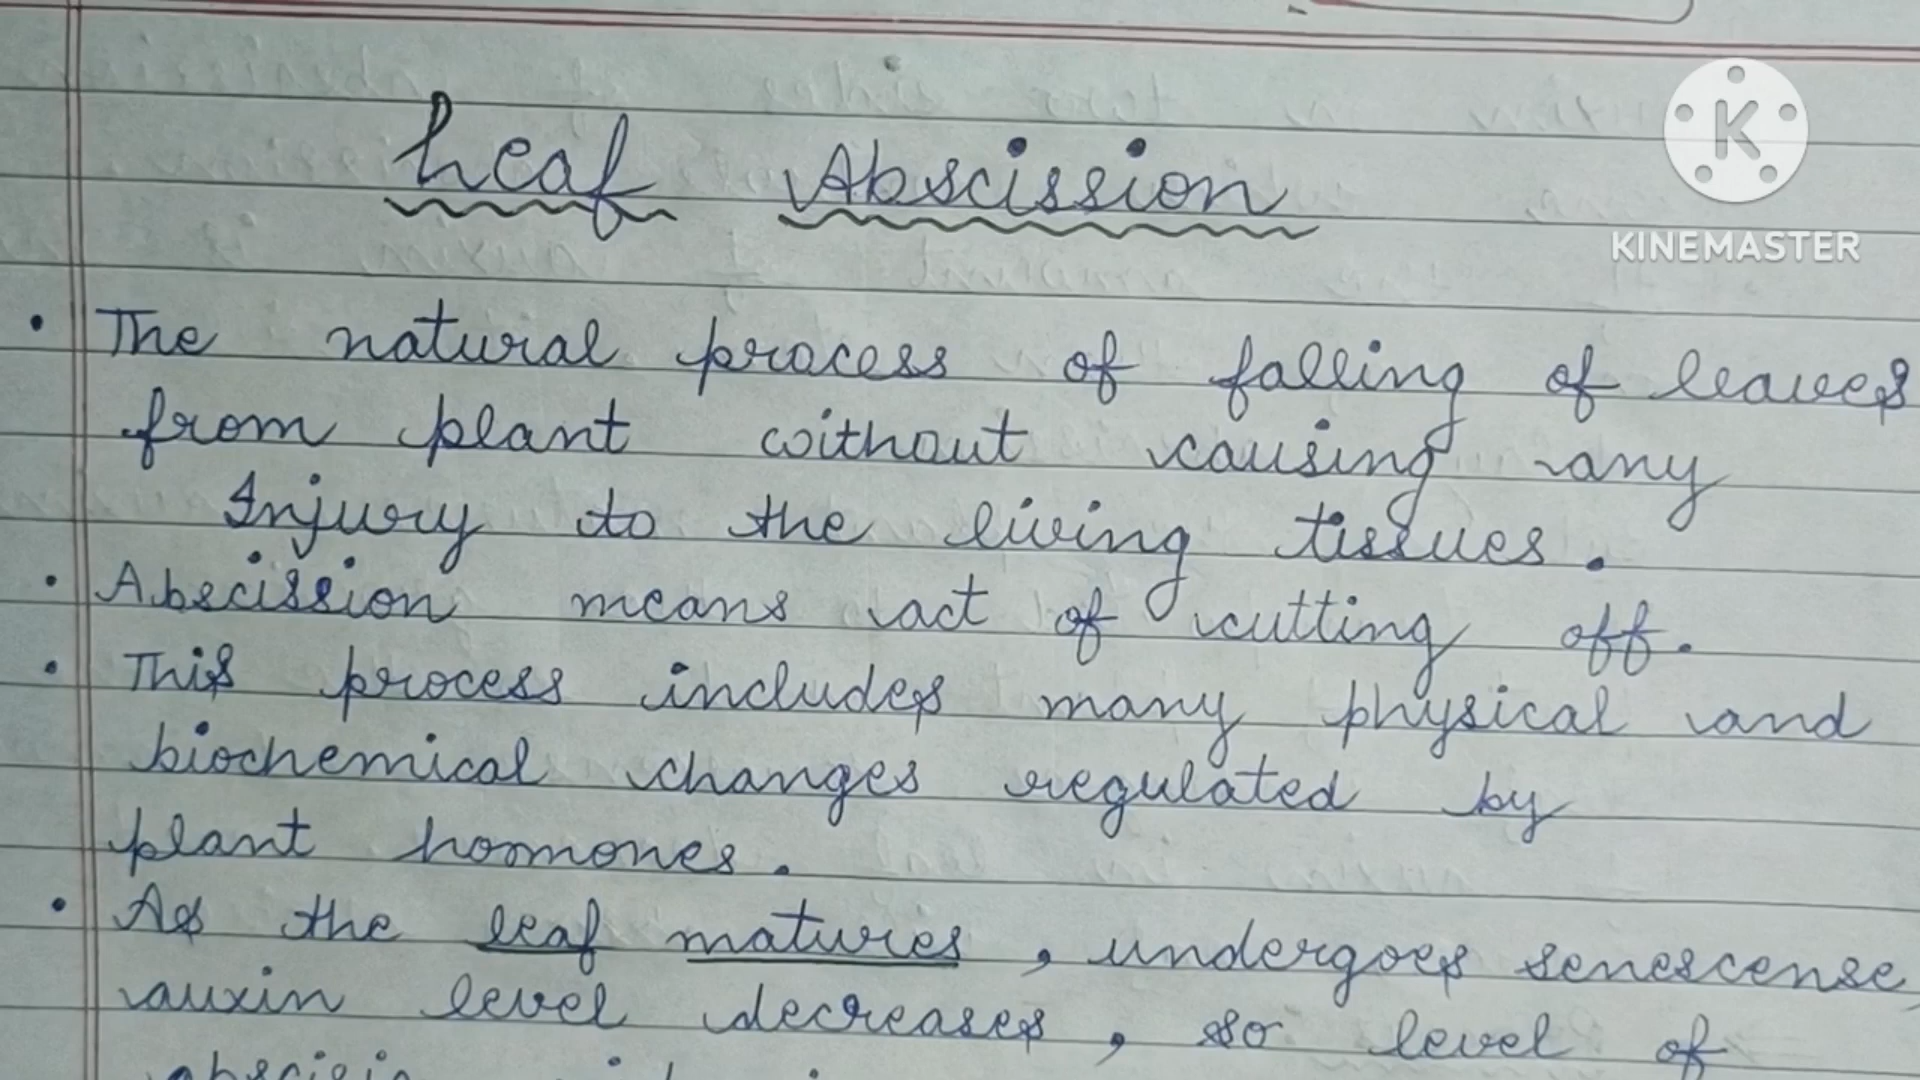 Leaf Abscission
KINEMASTER
• The natural process of falling of leaves
from plant without causing any
Injury to the living tissues.
• Abscission means act of cutting off.
• This process includes many physical and
biochemical changes regulated by
plant homones.
• As the leaf matures, undergoes senescense,
auxin level decreases, so level of